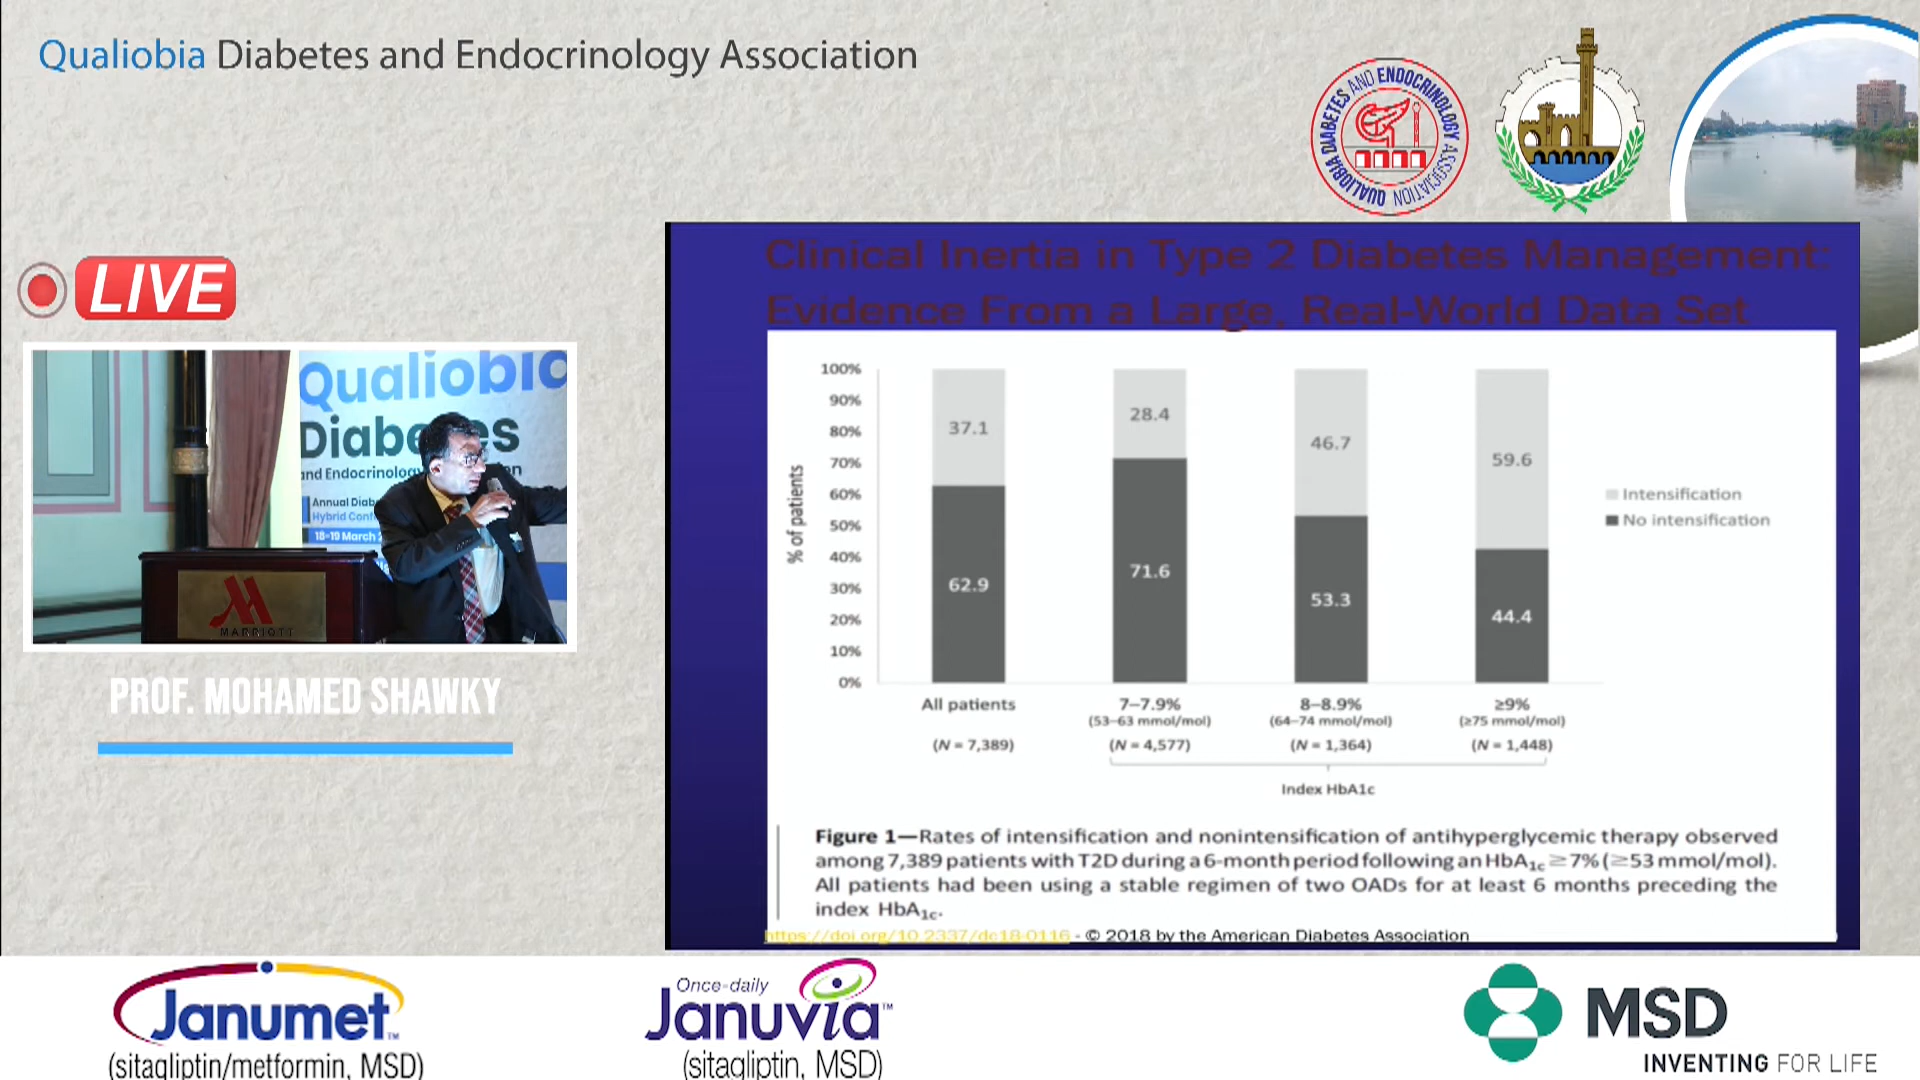 Qualiobia Diabetes and Endocrinology Association
QUALIOBIA DIABETES AND ENDOCRINOLOGY ASSOCIATION
LIVE
Qualiobia
Diabetes
and Endocrinology
Annual
Hybrid
18-19 March
MARRIOTT
PROF. MOHAMED SHAWKY
Clinical Inertia in Type 2 Diabetes Management:
Evidence From a Large, Real-World Data Set
100%
90%
80%
70%
60%
50%
40%
30%
20%
10%
0%
% of patients
37.1
28.4
46.7
59.6
62.9
71.6
53.3
44.4
Intensification
No intensification
All patients
7–7.9%
8–8.9%
≥9%
(53–63 mmol/mol)
(64–74 mmol/mol)
(≥75 mmol/mol)
(N = 7,389)
(N = 4,577)
(N = 1,364)
(N = 1,448)
Index HbA1c
Figure 1—Rates of intensification and nonintensification of antihyperglycemic therapy observed
among 7,389 patients with T2D during a 6-month period following an HbA1c ≥7% (≥53 mmol/mol).
All patients had been using a stable regimen of two OADs for at least 6 months preceding the
index HbA1c.
https://doi.org/10.2337/dc18-0116 - © 2018 by the American Diabetes Association
Janumet™
(sitagliptin/metformin, MSD)
Once-daily
Januvia™
(sitagliptin, MSD)
MSD
INVENTING FOR LIFE